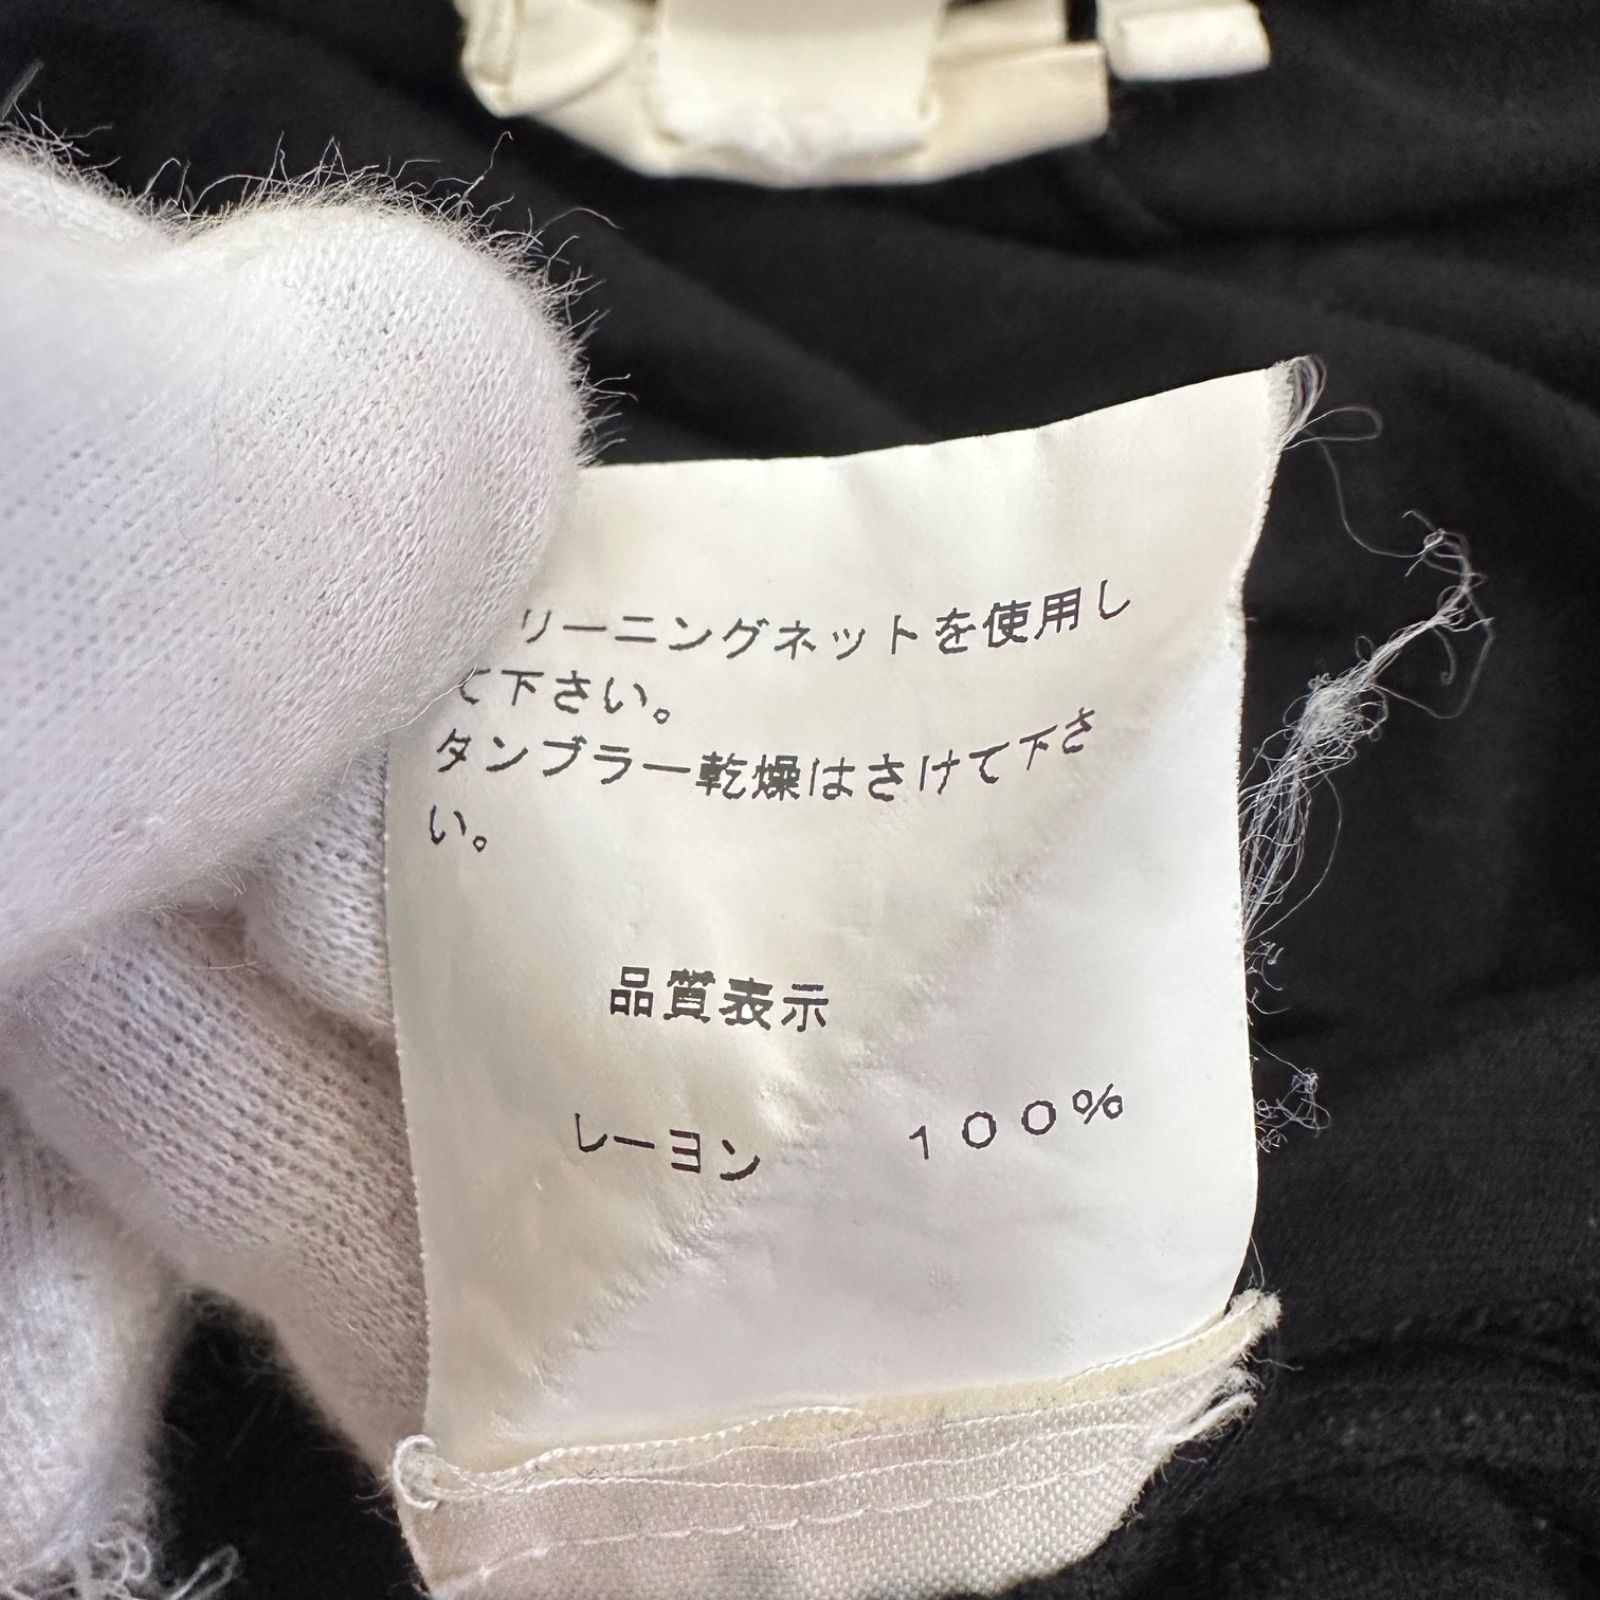 リーニングネットを使用し
て下さい。
タンブラー乾燥はさけて下さ
い。
品質表示
レーヨン 100%